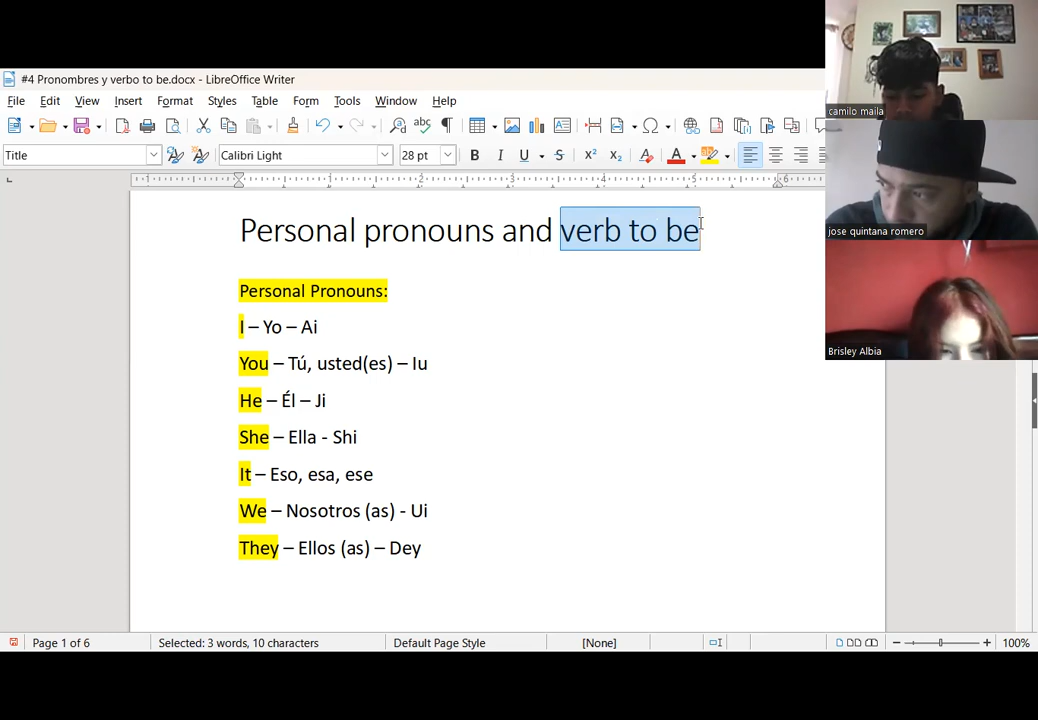 #4 Pronombres y verbo to be.docx - LibreOffice Writer
File Edit View Insert Format Styles Table Form Tools Window Help
Title Calibri Light 28 pt
Personal pronouns and verb to be
Personal Pronouns:
I – Yo – Ai
You – Tú, usted(es) – Iu
He – Él – Ji
She – Ella - Shi
It – Eso, esa, ese
We – Nosotros (as) - Ui
They – Ellos (as) – Dey
Page 1 of 6 Selected: 3 words, 10 characters Default Page Style [None] 100%
camilo maila
jose quintana romero
Brisley Albia